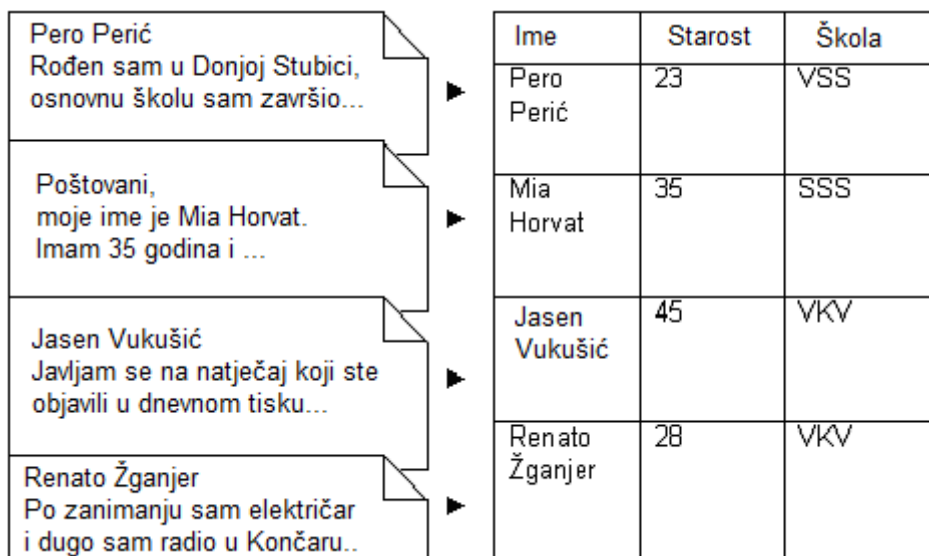 Pero Perić
Rođen sam u Donjoj Stubici,
osnovnu školu sam završio...
Poštovani,
moje ime je Mia Horvat.
Imam 35 godina i ...
Jasen Vukušić
Javljam se na natječaj koji ste
objavili u dnevnom tisku...
Renato Žganjer
Po zanimanju sam električar
i dugo sam radio u Končaru..
Ime Starost Škola
Pero 23 VSS
Perić
Mia 35 SSS
Horvat
Jasen 45 VKV
Vukušić
Renato 28 VKV
Žganjer